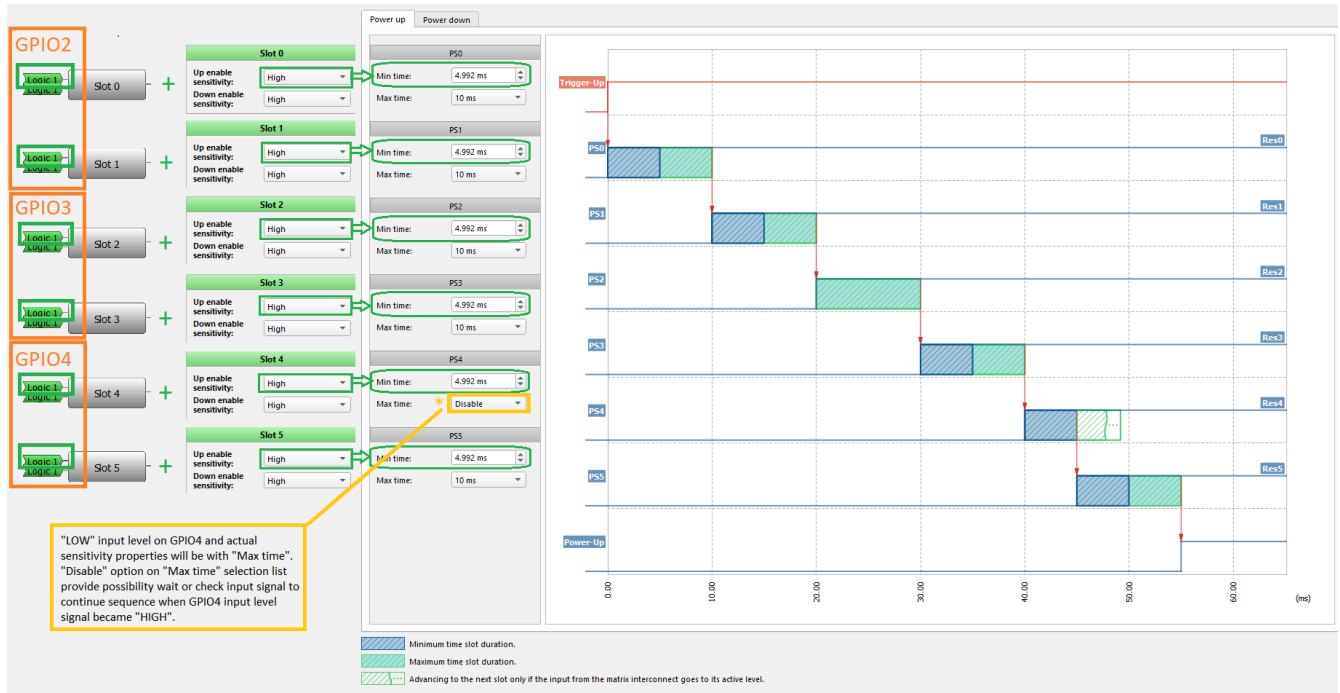 Power up
Power down
GPIO2
Logic 1
Logic 1
Slot 0
+
Slot 0
Up enable
sensitivity:
High
Down enable
sensitivity:
High
PS0
Min time:
4.992 ms
Max time:
10 ms
Logic 1
Logic 1
Slot 1
+
Slot 1
Up enable
sensitivity:
High
Down enable
sensitivity:
High
PS1
Min time:
4.992 ms
Max time:
10 ms
GPIO3
Logic 1
Logic 1
Slot 2
+
Slot 2
Up enable
sensitivity:
High
Down enable
sensitivity:
High
PS2
Min time:
4.992 ms
Max time:
10 ms
Logic 1
Logic 1
Slot 3
+
Slot 3
Up enable
sensitivity:
High
Down enable
sensitivity:
High
PS3
Min time:
4.992 ms
Max time:
10 ms
GPIO4
Logic 1
Logic 1
Slot 4
+
Slot 4
Up enable
sensitivity:
High
Down enable
sensitivity:
High
PS4
Min time:
4.992 ms
Max time:
* Disable
Logic 1
Logic 1
Slot 5
+
Slot 5
Up enable
sensitivity:
High
Down enable
sensitivity:
High
PS5
Min time:
4.992 ms
Max time:
10 ms
"LOW" input level on GPIO4 and actual
sensitivity properties will be with "Max time".
"Disable" option on "Max time" selection list
provide possibility wait or check input signal to
continue sequence when GPIO4 input level
signal became "HIGH".
Trigger-Up
PS0
Res0
PS1
Res1
PS2
Res2
PS3
Res3
PS4
Res4
...
PS5
Res5
Power-Up
0.00
10.00
20.00
30.00
40.00
50.00
60.00
(ms)
Minimum time slot duration.
Maximum time slot duration.
... Advancing to the next slot only if the input from the matrix interconnect goes to its active level.